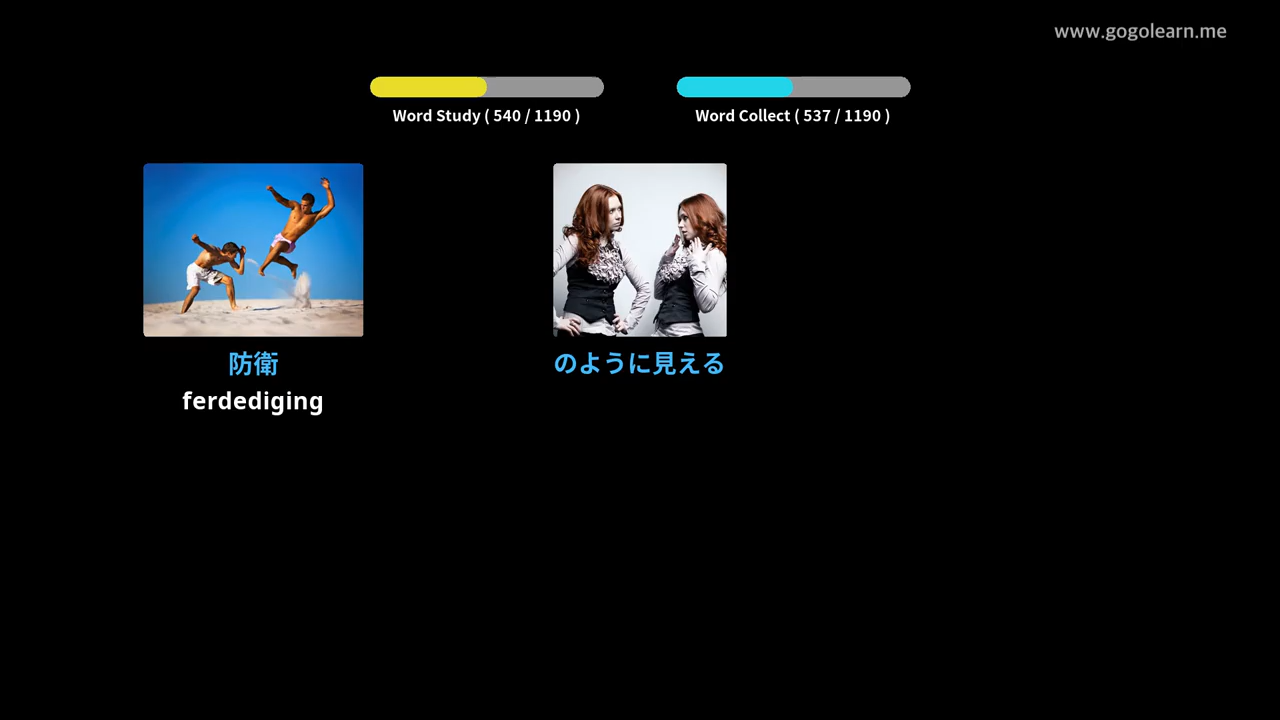 www.gogolearn.me
Word Study ( 540 / 1190 )
Word Collect ( 537 / 1190 )
防衛
ferdediging
のように見える